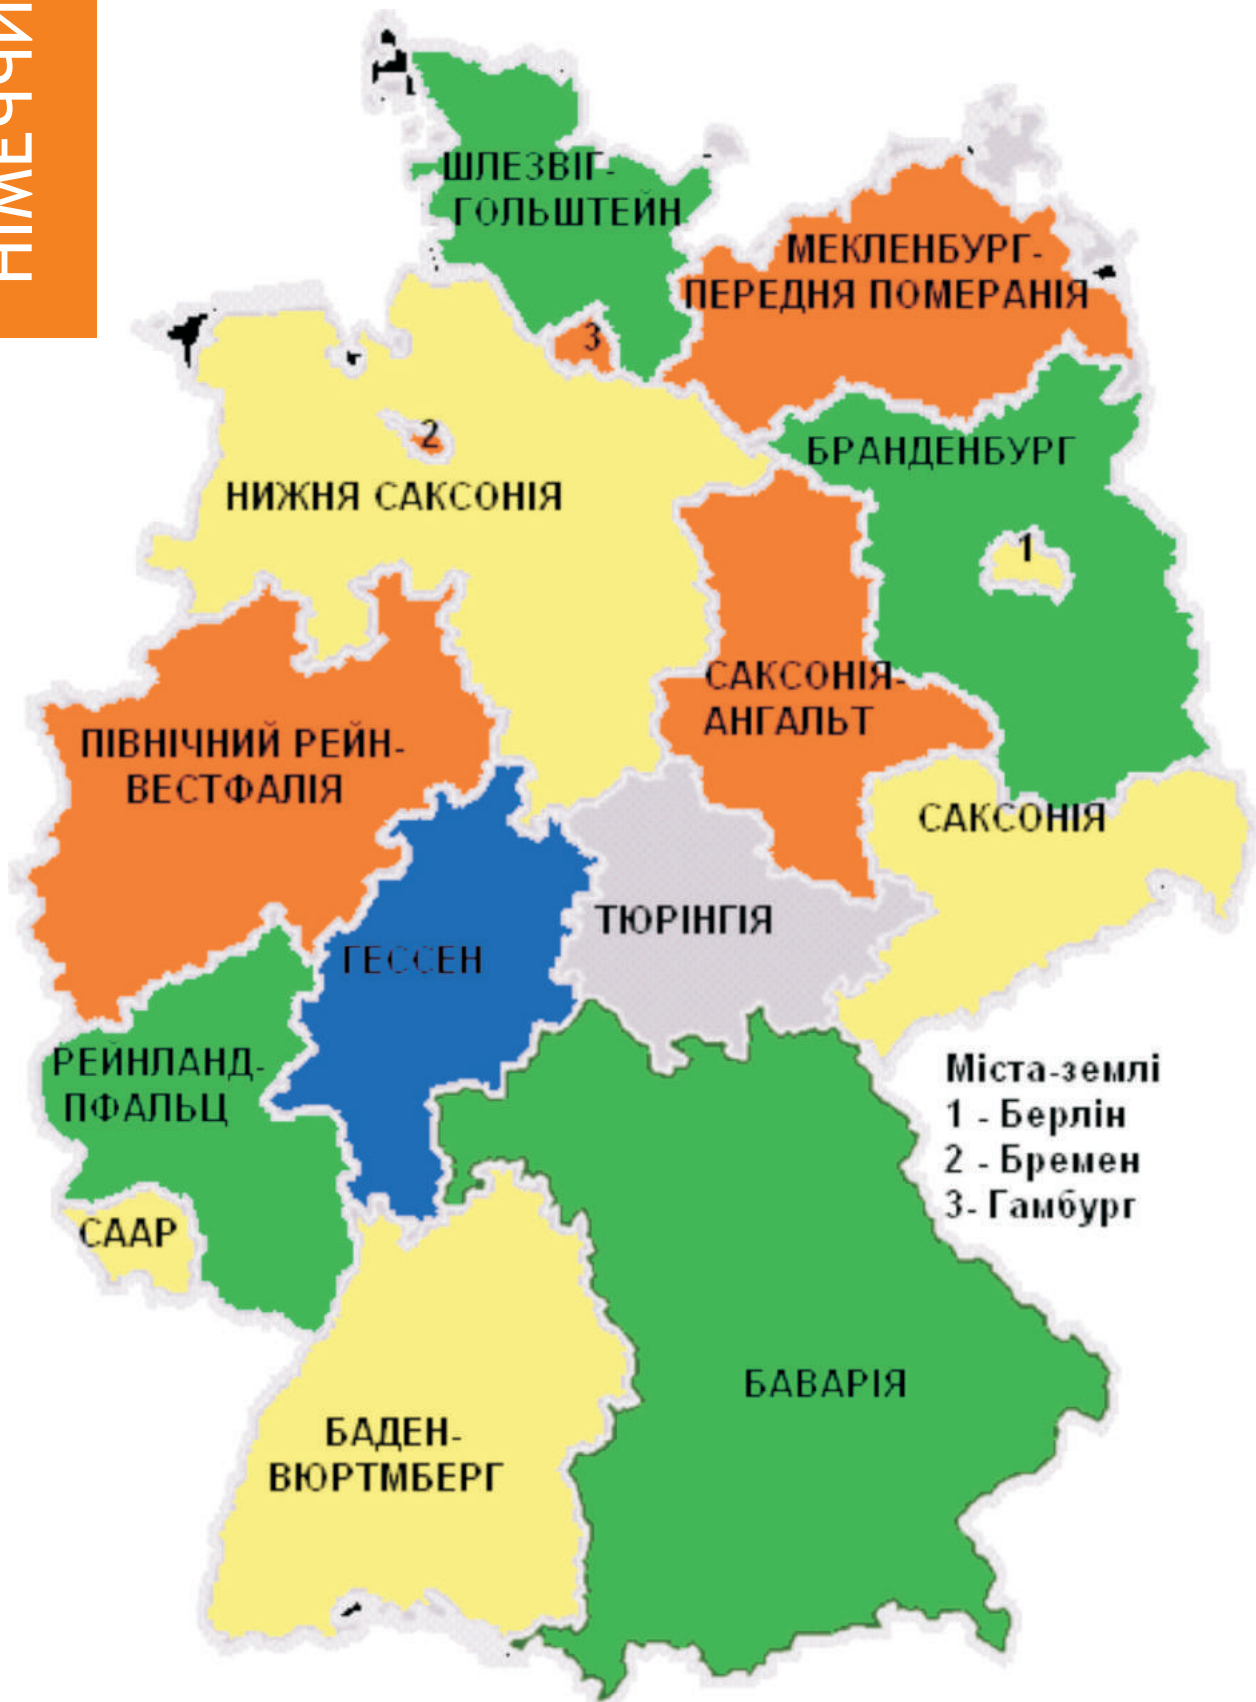 НІМЕЧЧИ
ШЛЕЗВІГ-
ГОЛЬШТЕЙН
МЕКЛЕНБУРГ-
ПЕРЕДНЯ ПОМЕРАНІЯ
3
2
БРАНДЕНБУРГ
НИЖНЯ САКСОНІЯ
1
САКСОНІЯ-
АНГАЛЬТ
ПІВНІЧНИЙ РЕЙН-
ВЕСТФАЛІЯ
САКСОНІЯ
ТЮРІНГІЯ
ГЕССЕН
РЕЙНЛАНД-
ПФАЛЬЦ
Міста-землі
1 - Берлін
2 - Бремен
3- Гамбург
СААР
БАВАРІЯ
БАДЕН-
ВЮРТМБЕРГ